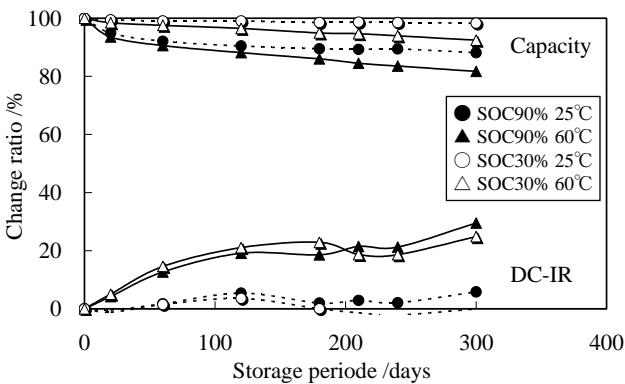 100
80
60
40
20
0
Change ratio /%
Capacity
SOC90% 25℃
SOC90% 60℃
SOC30% 25℃
SOC30% 60℃
DC-IR
0 100 200 300 400
Storage periode /days